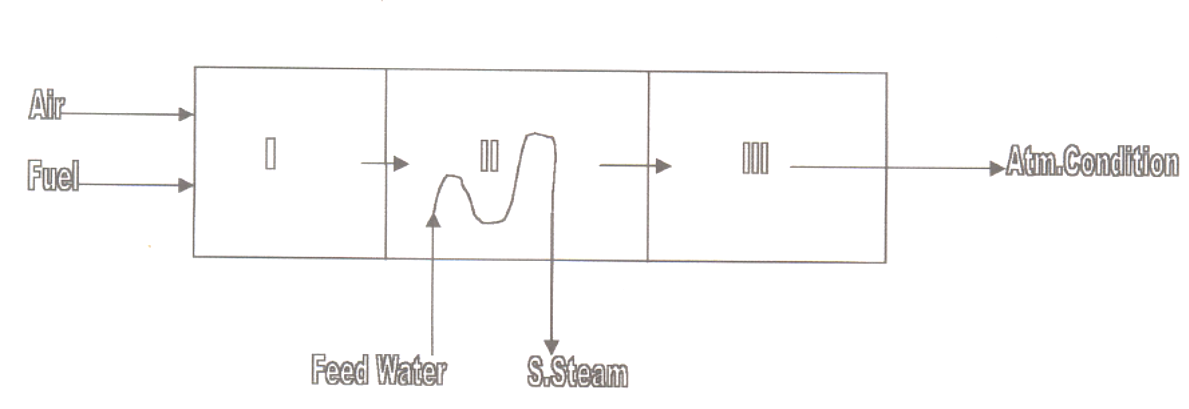 Air
Fuel
I
II
III
Atm.Condition
Feed Water
S.Steam